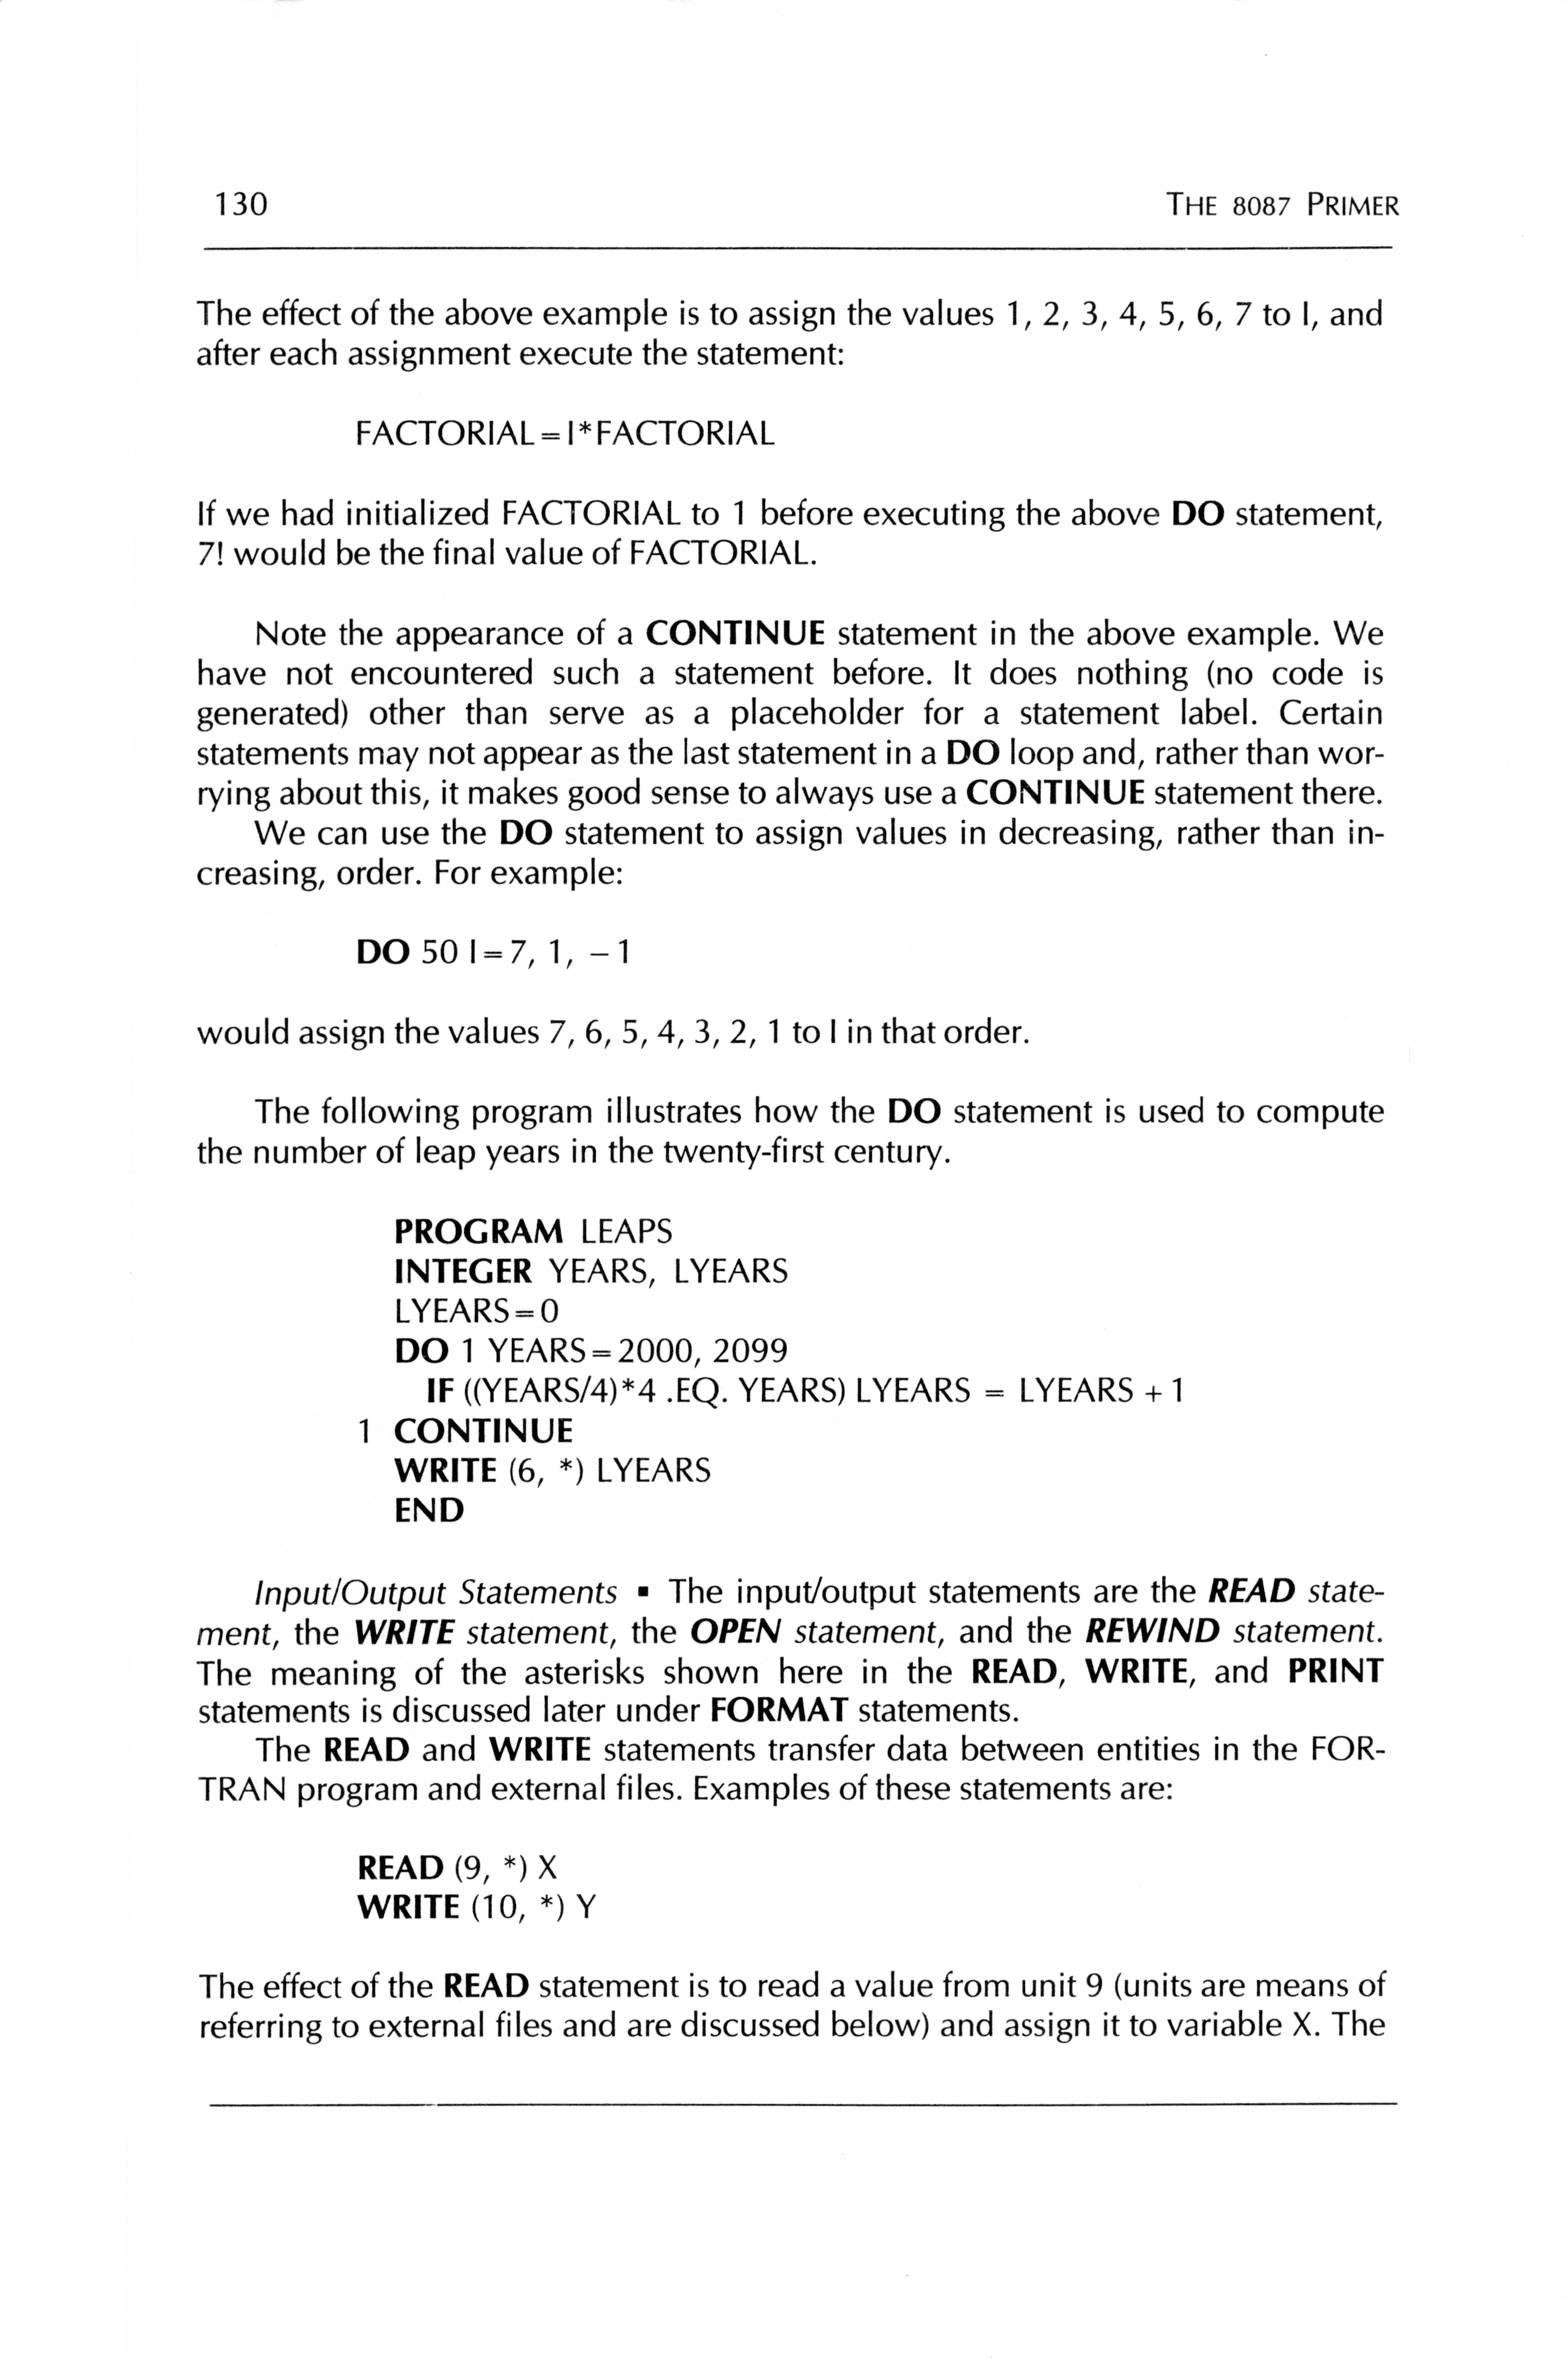 130 THE 8087 PRIMER
The effect of the above example is to assign the values 1, 2, 3, 4, 5, 6, 7 to I, and
after each assignment execute the statement:
FACTORIAL = I*FACTORIAL
If we had initialized FACTORIAL to 1 before executing the above DO statement,
7! would be the final value of FACTORIAL.
Note the appearance of a CONTINUE statement in the above example. We
have not encountered such a statement before. It does nothing (no code is
generated) other than serve as a placeholder for a statement label. Certain
statements may not appear as the last statement in a DO loop and, rather than wor-
rying about this, it makes good sense to always use a CONTINUE statement there.
We can use the DO statement to assign values in decreasing, rather than in-
creasing, order. For example:
DO 50 I = 7, 1, −1
would assign the values 7, 6, 5, 4, 3, 2, 1 to I in that order.
The following program illustrates how the DO statement is used to compute
the number of leap years in the twenty-first century.
PROGRAM LEAPS
INTEGER YEARS, LYEARS
LYEARS = 0
DO 1 YEARS = 2000, 2099
IF ((YEARS/4)*4 .EQ. YEARS) LYEARS = LYEARS + 1
1 CONTINUE
WRITE (6, *) LYEARS
END
Input/Output Statements ▪ The input/output statements are the READ state-
ment, the WRITE statement, the OPEN statement, and the REWIND statement.
The meaning of the asterisks shown here in the READ, WRITE, and PRINT
statements is discussed later under FORMAT statements.
The READ and WRITE statements transfer data between entities in the FOR-
TRAN program and external files. Examples of these statements are:
READ (9, *) X
WRITE (10, *) Y
The effect of the READ statement is to read a value from unit 9 (units are means of
referring to external files and are discussed below) and assign it to variable X. The